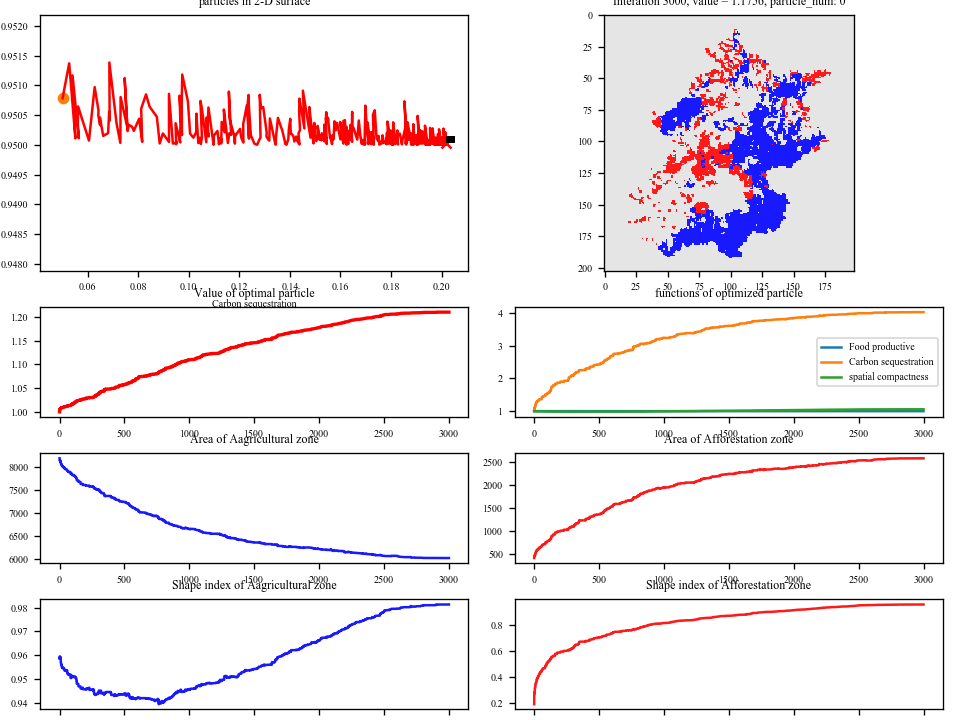 particles in 2-D surface
Interation 3000, value = 1.1756, particle_num: 0
0.9520
0.9515
0.9510
0.9505
0.9500
0.9495
0.9490
0.9485
0.9480
0.06 0.08 0.10 0.12 0.14 0.16 0.18 0.20
0
25
50
75
100
125
150
175
200
0 25 50 75 100 125 150 175
Value of optimal particle
Carbon sequestration
functions of optimized particle
1.20
1.15
1.10
1.05
1.00
0 500 1000 1500 2000 2500 3000
4
3
2
1
Food productive
Carbon sequestration
spatial compactness
0 500 1000 1500 2000 2500 3000
Area of Aagricultural zone
Area of Afforestation zone
8000
7500
7000
6500
6000
0 500 1000 1500 2000 2500 3000
2500
2000
1500
1000
500
0 500 1000 1500 2000 2500 3000
Shape index of Aagricultural zone
Shape index of Afforestation zone
0.98
0.97
0.96
0.95
0.94
0.8
0.6
0.4
0.2